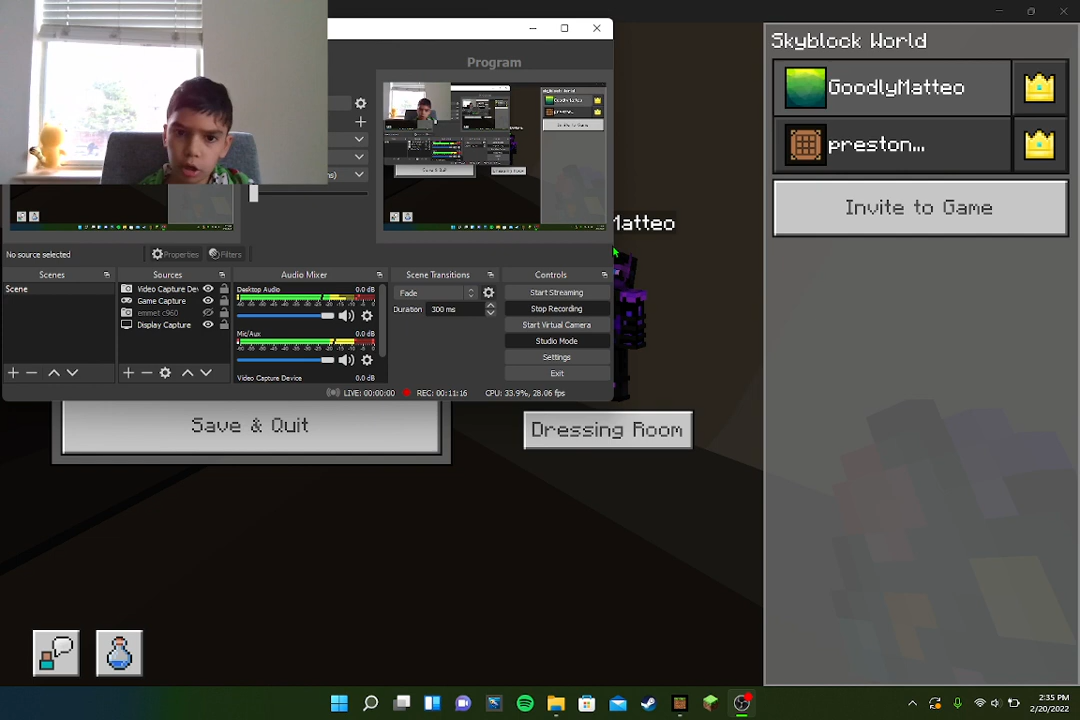 Skyblock World
GoodlyMatteo
preston...
Invite to Game
Program
Matteo
No source selected
Properties
Filters
Scenes
Sources
Audio Mixer
Scene Transitions
Controls
Scene
Video Capture Dev
Game Capture
emmet c960
Display Capture
Desktop Audio
0.0 dB
Mic/Aux
0.0 dB
Video Capture Device
0.0 dB
Fade
Duration
300 ms
Start Streaming
Stop Recording
Start Virtual Camera
Studio Mode
Settings
Exit
LIVE: 00:00:00
REC: 00:11:16
CPU: 33.9%, 28.06 fps
Save & Quit
Dressing Room
2:35 PM
2/20/2022